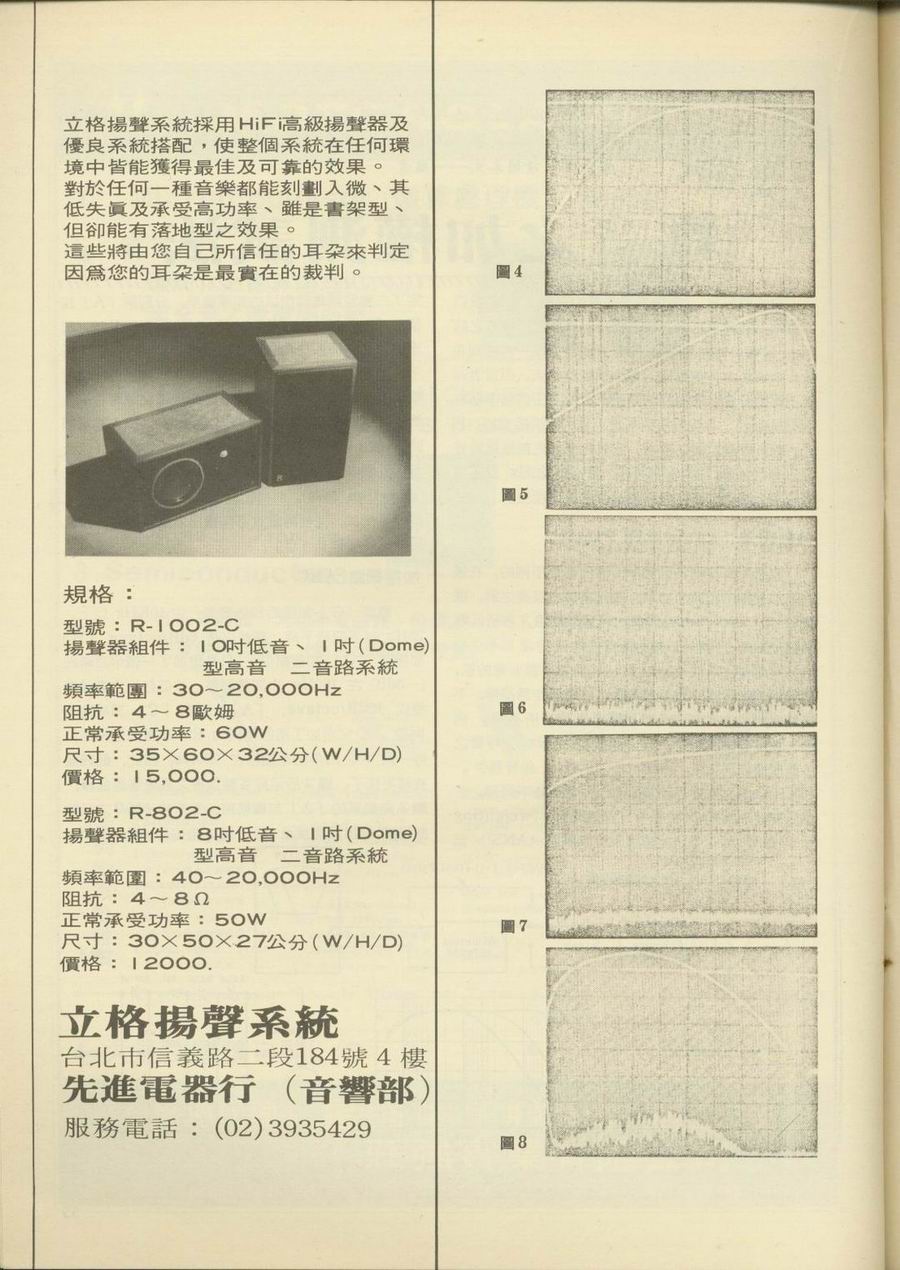 立格揚聲系統採用HiFi高級揚聲器及
優良系統搭配，使整個系統在任何環
境中皆能獲得最佳及可靠的效果。
對於任何一種音樂都能刻劃入微、其
低失眞及承受高功率、雖是書架型、
但卻能有落地型之效果。
這些將由您自己所信任的耳朶來判定
因爲您的耳朶是最實在的裁判。
規格：
型號：R-1002-C
揚聲器組件：10吋低音、1吋(Dome)
型高音　二音路系統
頻率範圍：30～20,000Hz
阻抗：4～8歐姆
正常承受功率：60W
尺寸：35×60×32公分(W/H/D)
價格：15,000.
型號：R-802-C
揚聲器組件：8吋低音、1吋(Dome)
型高音　二音路系統
頻率範圍：40～20,000Hz
阻抗：4～8Ω
正常承受功率：50W
尺寸：30×50×27公分(W/H/D)
價格：12000.
立格揚聲系統
台北市信義路二段184號4樓
先進電器行（音響部）
服務電話：(02)3935429
圖4
圖5
圖6
圖7
圖8